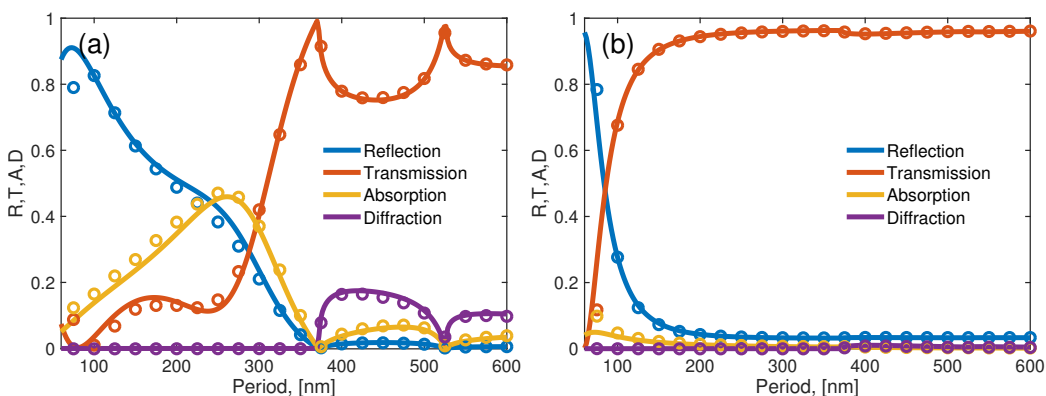 (a)
R,T,A,D
1
0.8
0.6
0.4
0.2
0
Reflection
Transmission
Absorption
Diffraction
100 200 300 400 500 600
Period, [nm]
(b)
R,T,A,D
1
0.8
0.6
0.4
0.2
0
Reflection
Transmission
Absorption
Diffraction
100 200 300 400 500 600
Period, [nm]